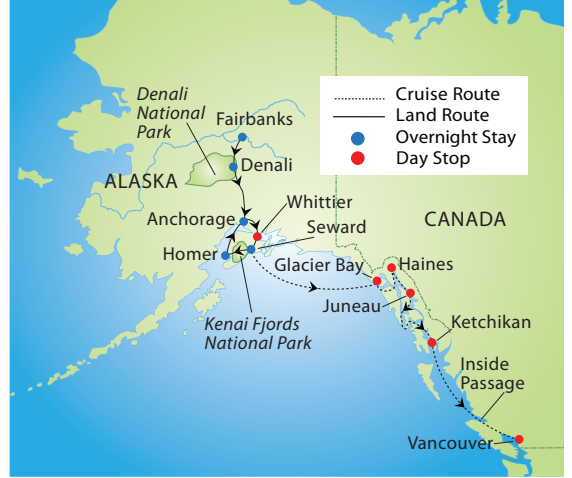 Cruise Route
Land Route
Overnight Stay
Day Stop
Denali
National
Park
Fairbanks
Denali
ALASKA
Whittier
Anchorage
Seward
CANADA
Homer
Glacier Bay
Haines
Juneau
Kenai Fjords
National Park
Ketchikan
Inside
Passage
Vancouver